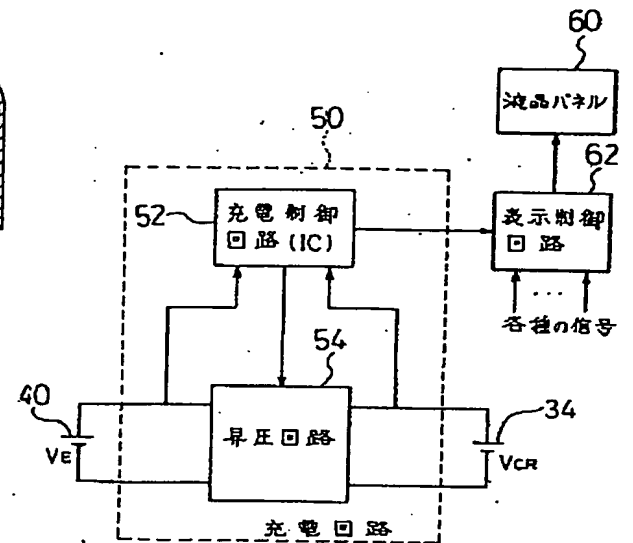 60
液晶パネル
50
62
52
充電制御
回路(IC)
表示制御
回路
...
各種の信号
54
40
VE
昇圧回路
34
VCR
充電回路